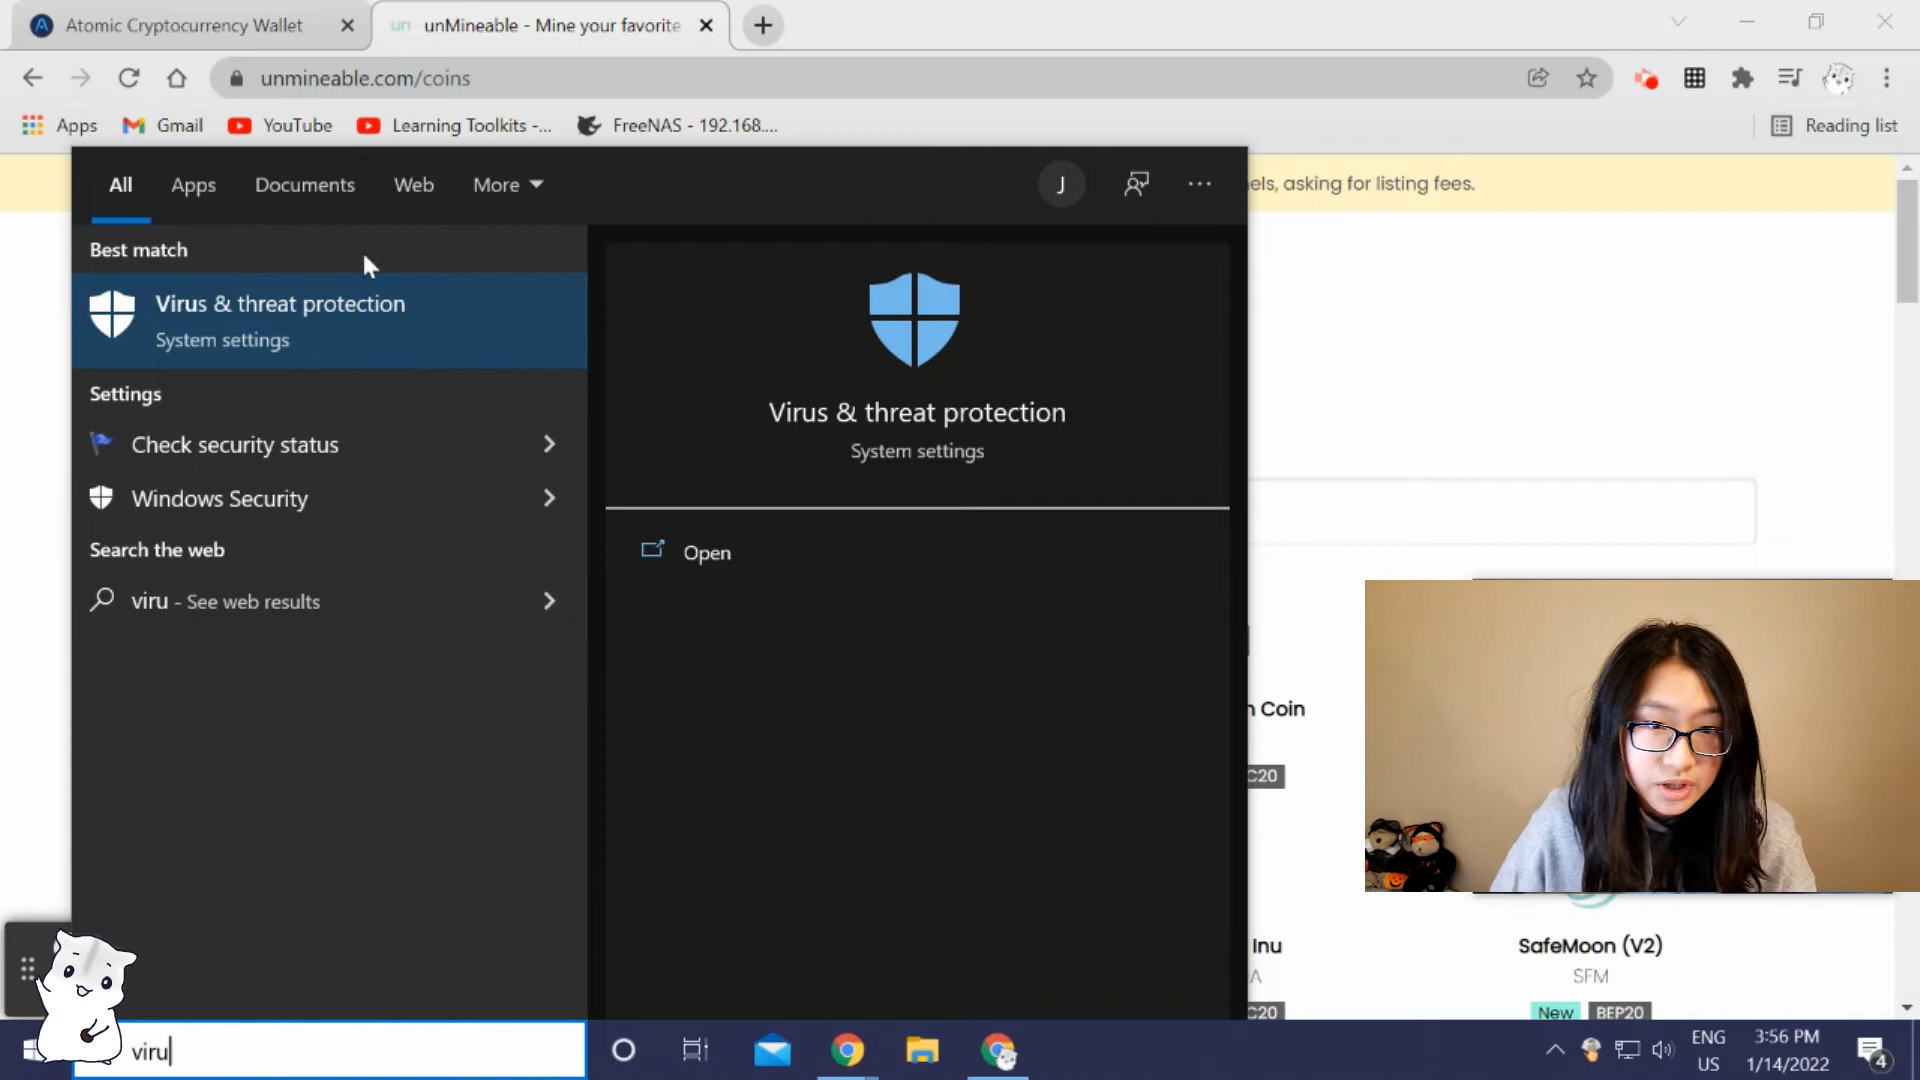 Atomic Cryptocurrency Wallet
un unMineable - Mine your favorite
unmineable.com/coins
Apps Gmail YouTube Learning Toolkits -... FreeNAS - 192.168.... Reading list
els, asking for listing fees.
All Apps Documents Web More J
Best match
Virus & threat protection
System settings
Settings
Check security status
Windows Security
Search the web
viru - See web results
Virus & threat protection
System settings
Open
n Coin
C20
Inu
A
C20
SafeMoon (V2)
SFM
New BEP20
viru
ENG
US
3:56 PM
1/14/2022
4